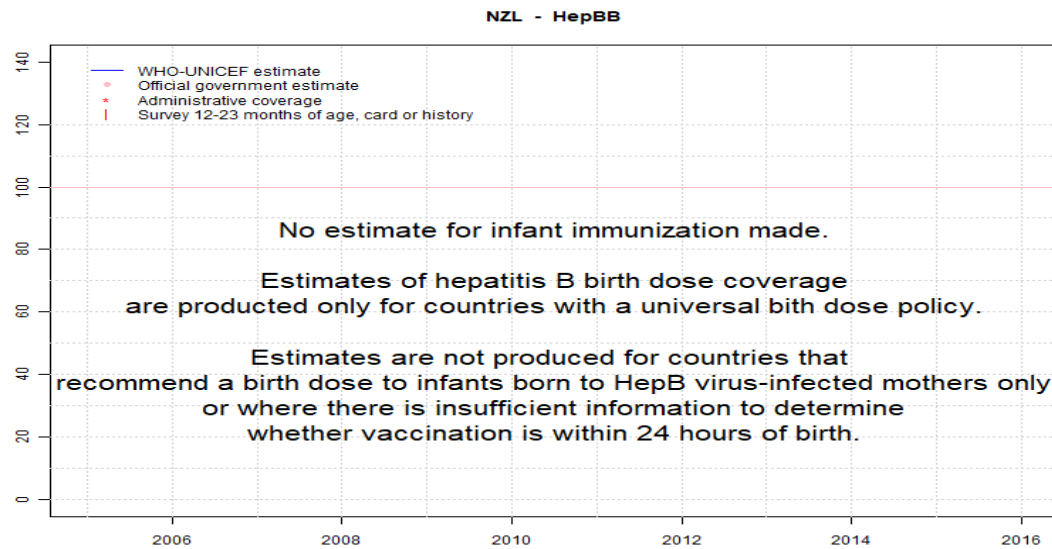 NZL - HepBB
WHO-UNICEF estimate
Official government estimate
Administrative coverage
Survey 12-23 months of age, card or history
140
120
100
80
60
40
20
0
No estimate for infant immunization made.
Estimates of hepatitis B birth dose coverage
are producted only for countries with a universal bith dose policy.
Estimates are not produced for countries that
recommend a birth dose to infants born to HepB virus-infected mothers only
or where there is insufficient information to determine
whether vaccination is within 24 hours of birth.
2006 2008 2010 2012 2014 2016